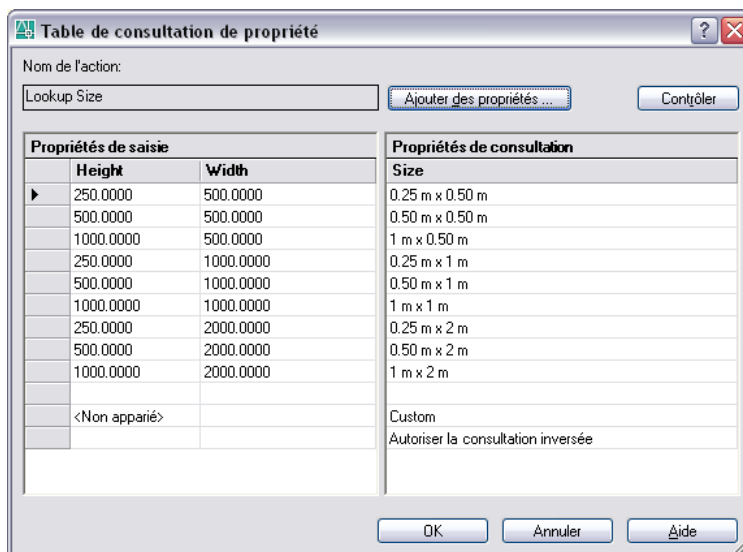 Table de consultation de propriété
Nom de l'action:
Lookup Size
Ajouter des propriétés ...
Contrôler
Propriétés de saisie Propriétés de consultation
Height Width Size
250.0000 500.0000 0.25 m x 0.50 m
500.0000 500.0000 0.50 m x 0.50 m
1000.0000 500.0000 1 m x 0.50 m
250.0000 1000.0000 0.25 m x 1 m
500.0000 1000.0000 0.50 m x 1 m
1000.0000 1000.0000 1 m x 1 m
250.0000 2000.0000 0.25 m x 2 m
500.0000 2000.0000 0.50 m x 2 m
1000.0000 2000.0000 1 m x 2 m
<Non apparié> Custom
Autoriser la consultation inversée
OK Annuler Aide